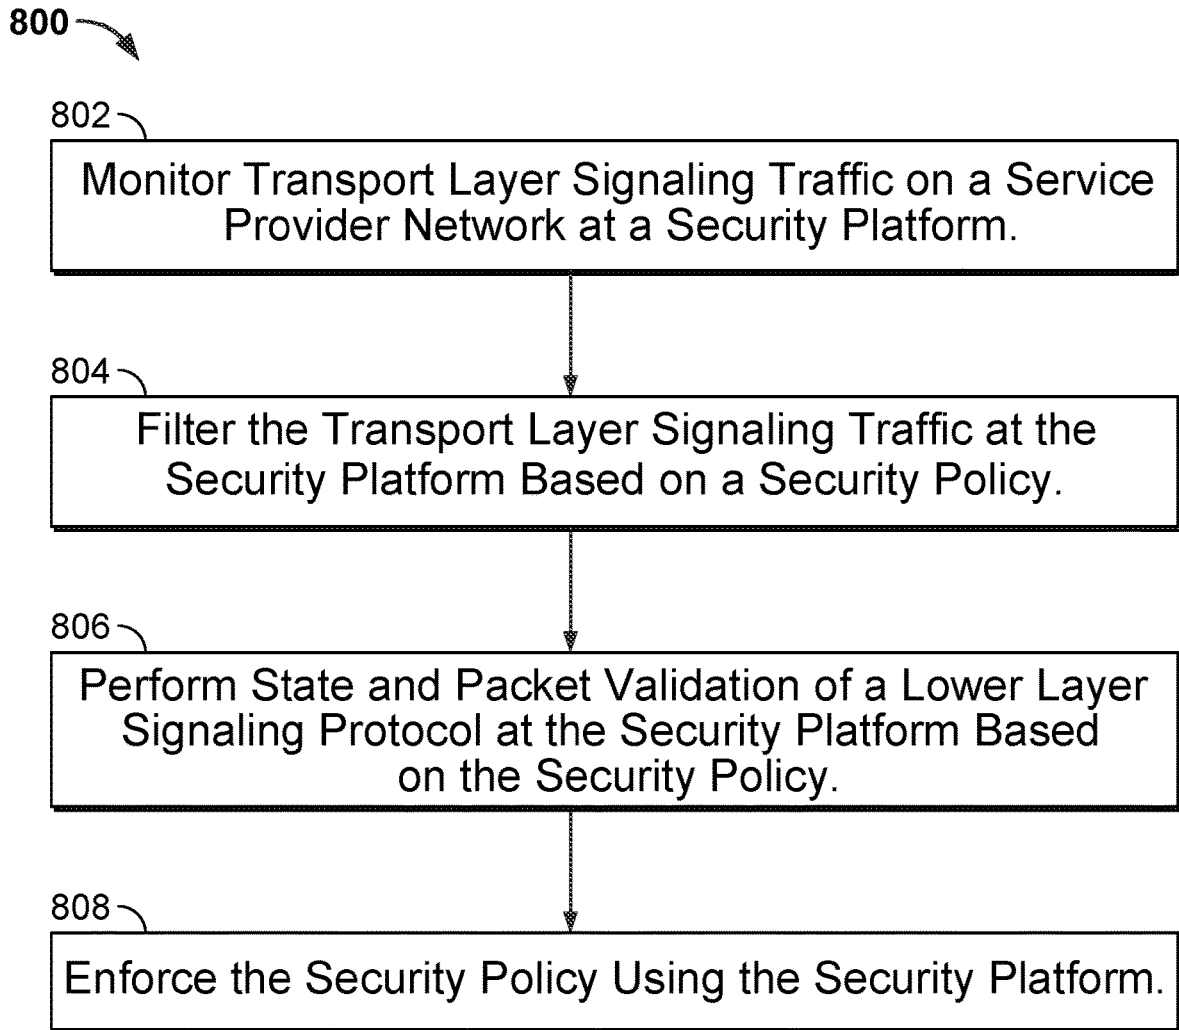 800
802
Monitor Transport Layer Signaling Traffic on a Service
Provider Network at a Security Platform.
804
Filter the Transport Layer Signaling Traffic at the
Security Platform Based on a Security Policy.
806
Perform State and Packet Validation of a Lower Layer
Signaling Protocol at the Security Platform Based
on the Security Policy.
808
Enforce the Security Policy Using the Security Platform.